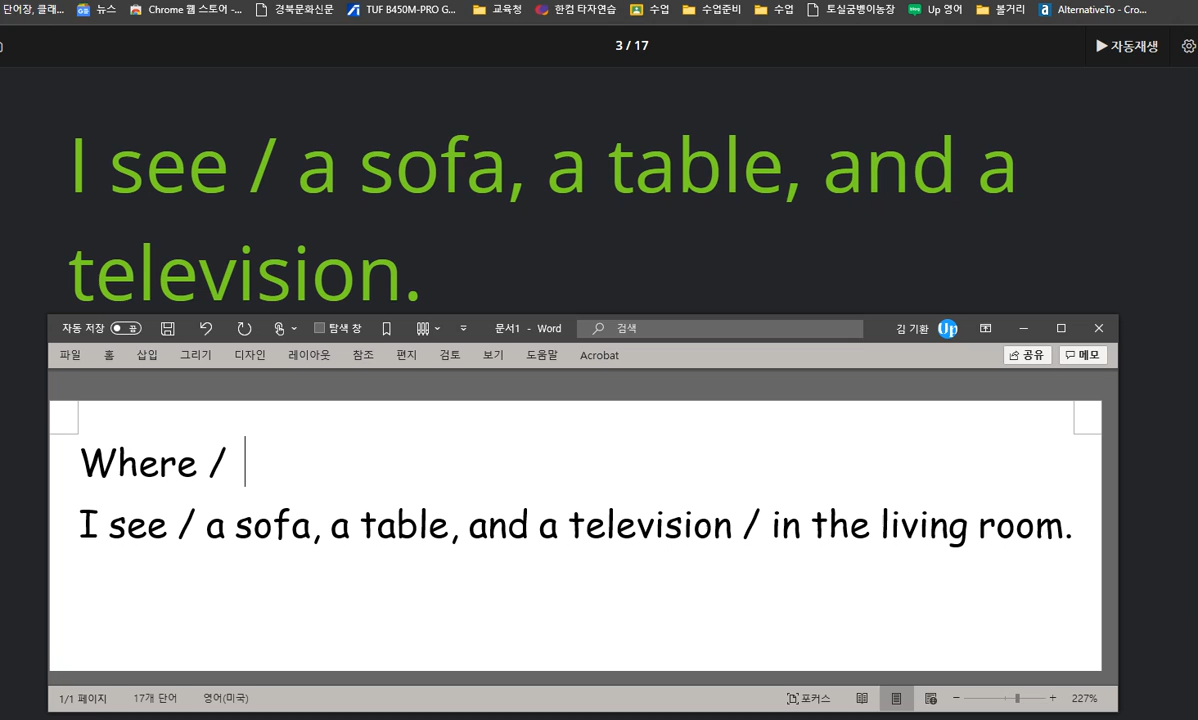 단어장, 클래... 뉴스 Chrome 웹 스토어 -... 경북문화신문 TUF B450M-PRO G... 교육청 한컴 타자연습 수업 수업준비 수업 토실굼벵이농장 Up 영어 볼거리 AlternativeTo - Cro...
3 / 17 ▶자동재생
I see / a sofa, a table, and a
television.
자동 저장 끔 탐색 창 문서1 - Word 검색 김 기환 Up
파일 홈 삽입 그리기 디자인 레이아웃 참조 편지 검토 보기 도움말 Acrobat 공유 메모
Where /
I see / a sofa, a table, and a television / in the living room.
1/1 페이지 17개 단어 영어(미국) 포커스 227%